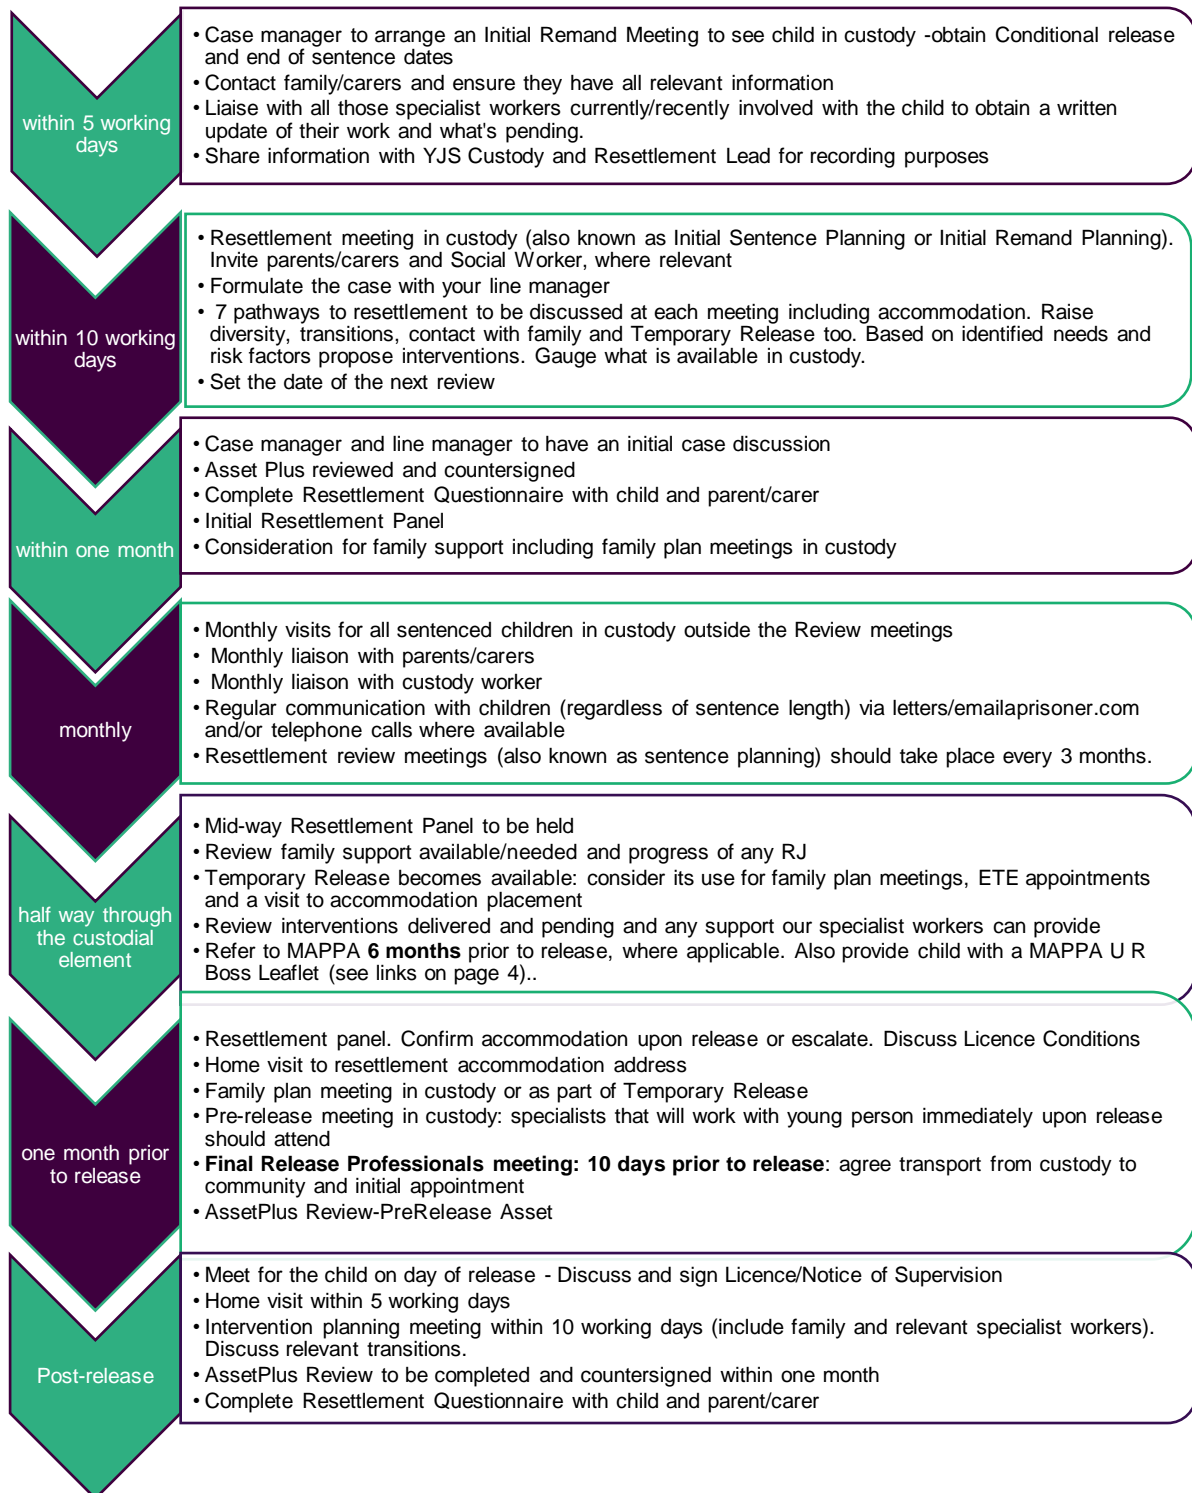 within 5 working
days
• Case manager to arrange an Initial Remand Meeting to see child in custody -obtain Conditional release
and end of sentence dates
• Contact family/carers and ensure they have all relevant information
• Liaise with all those specialist workers currently/recently involved with the child to obtain a written
update of their work and what's pending.
• Share information with YJS Custody and Resettlement Lead for recording purposes
within 10 working
days
• Resettlement meeting in custody (also known as Initial Sentence Planning or Initial Remand Planning).
Invite parents/carers and Social Worker, where relevant
• Formulate the case with your line manager
• 7 pathways to resettlement to be discussed at each meeting including accommodation. Raise
diversity, transitions, contact with family and Temporary Release too. Based on identified needs and
risk factors propose interventions. Gauge what is available in custody.
• Set the date of the next review
within one month
• Case manager and line manager to have an initial case discussion
• Asset Plus reviewed and countersigned
• Complete Resettlement Questionnaire with child and parent/carer
• Initial Resettlement Panel
• Consideration for family support including family plan meetings in custody
monthly
• Monthly visits for all sentenced children in custody outside the Review meetings
• Monthly liaison with parents/carers
• Monthly liaison with custody worker
• Regular communication with children (regardless of sentence length) via letters/emailaprisoner.com
and/or telephone calls where available
• Resettlement review meetings (also known as sentence planning) should take place every 3 months.
half way through
the custodial
element
• Mid-way Resettlement Panel to be held
• Review family support available/needed and progress of any RJ
• Temporary Release becomes available: consider its use for family plan meetings, ETE appointments
and a visit to accommodation placement
• Review interventions delivered and pending and any support our specialist workers can provide
• Refer to MAPPA 6 months prior to release, where applicable. Also provide child with a MAPPA U R
Boss Leaflet (see links on page 4)..
one month prior
to release
• Resettlement panel. Confirm accommodation upon release or escalate. Discuss Licence Conditions
• Home visit to resettlement accommodation address
• Family plan meeting in custody or as part of Temporary Release
• Pre-release meeting in custody: specialists that will work with young person immediately upon release
should attend
• Final Release Professionals meeting: 10 days prior to release: agree transport from custody to
community and initial appointment
• AssetPlus Review-PreRelease Asset
Post-release
• Meet for the child on day of release - Discuss and sign Licence/Notice of Supervision
• Home visit within 5 working days
• Intervention planning meeting within 10 working days (include family and relevant specialist workers).
Discuss relevant transitions.
• AssetPlus Review to be completed and countersigned within one month
• Complete Resettlement Questionnaire with child and parent/carer